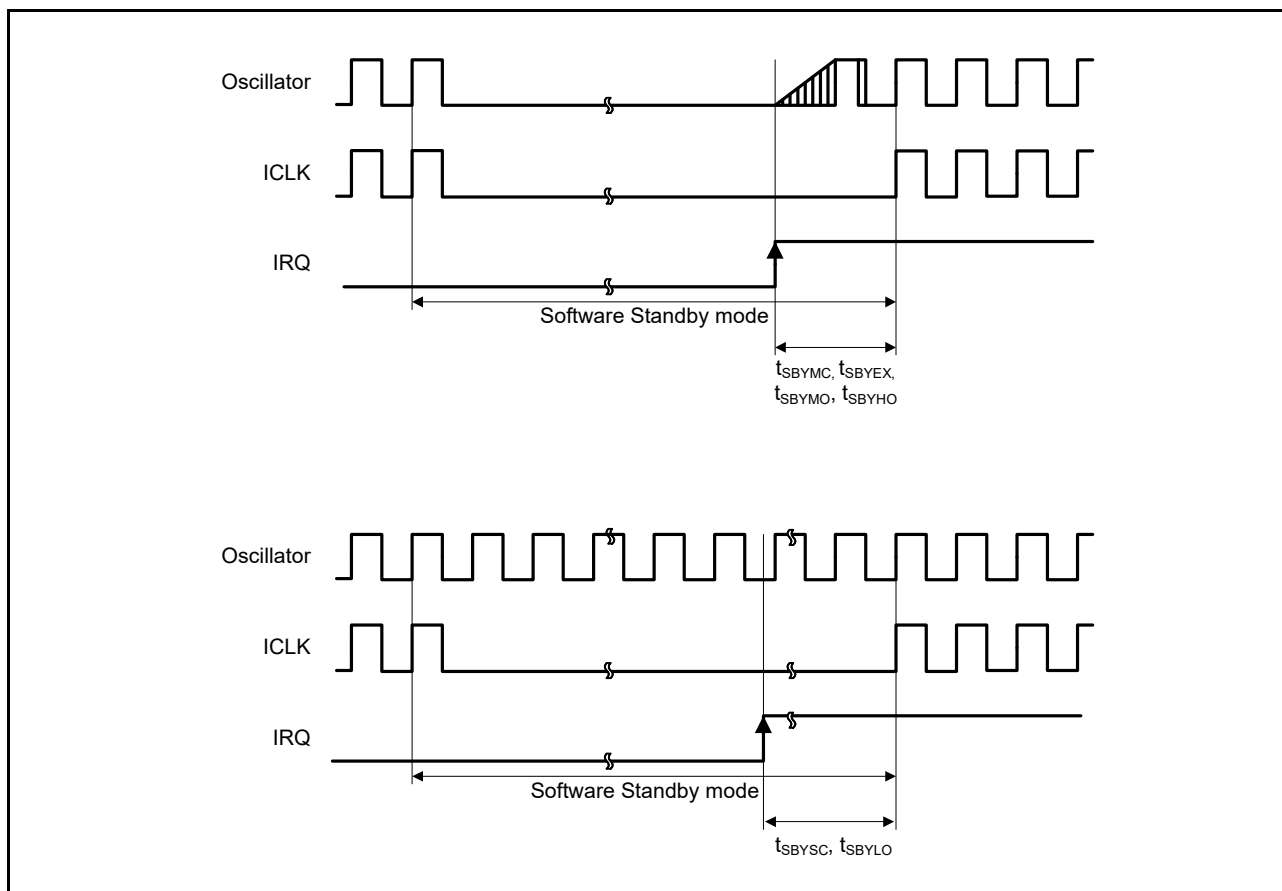 Oscillator
ICLK
IRQ
Software Standby mode
tSBYMC, tSBYEX,
tSBYMO, tSBYHO
Oscillator
ICLK
IRQ
Software Standby mode
tSBYSC, tSBYLO